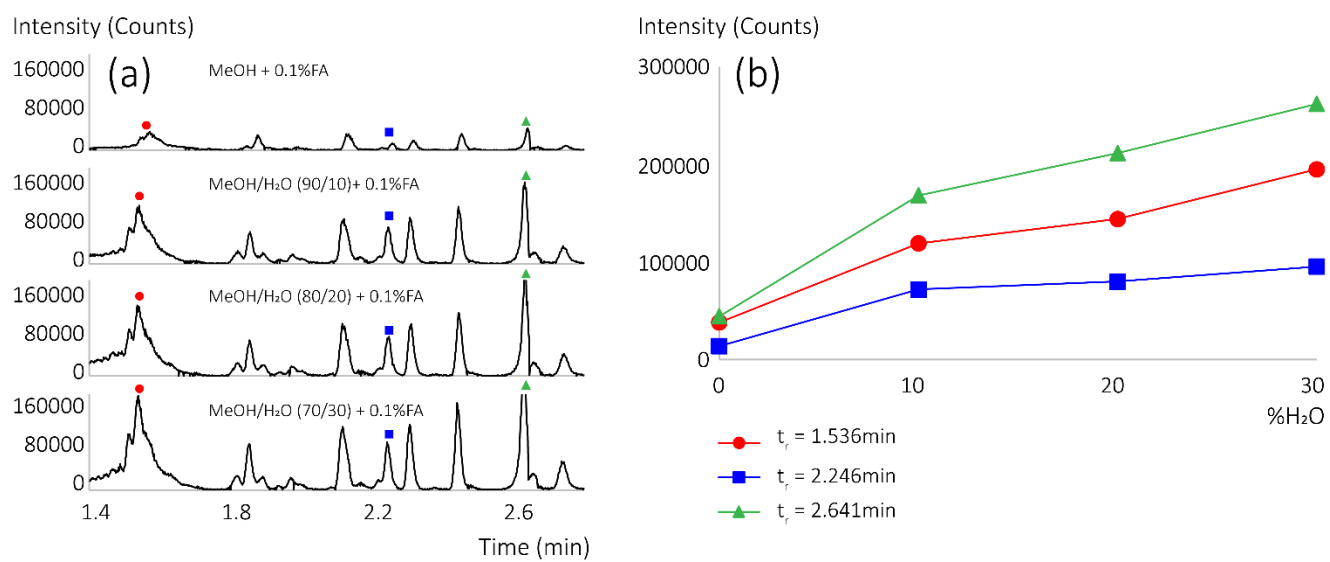 Intensity (Counts)
(a)
MeOH + 0.1%FA
160000
80000
0
MeOH/H₂O (90/10)+ 0.1%FA
160000
80000
0
MeOH/H₂O (80/20) + 0.1%FA
160000
80000
0
MeOH/H₂O (70/30) + 0.1%FA
160000
80000
0
1.4 1.8 2.2 2.6
Time (min)
Intensity (Counts)
(b)
300000
200000
100000
0
0 10 20 30
%H₂O
tᵣ = 1.536min
tᵣ = 2.246min
tᵣ = 2.641min